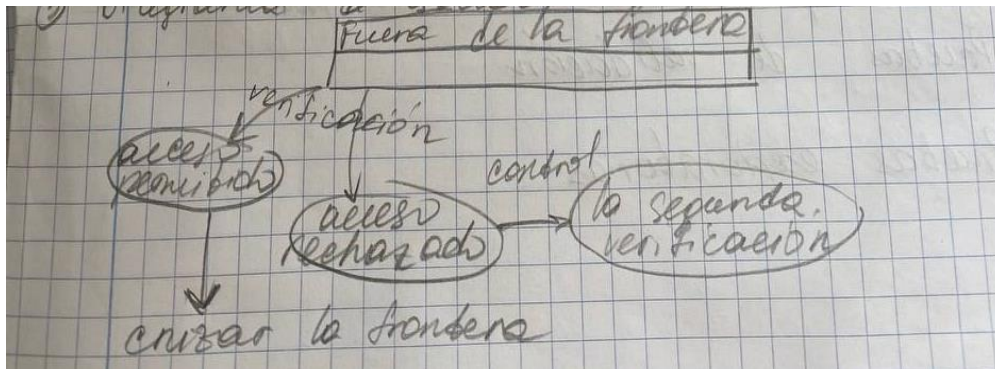 Fuera de la frontera
verificación
acceso
permitido
control
acceso
rechazado
la segunda.
verificación
cruzar la frontera